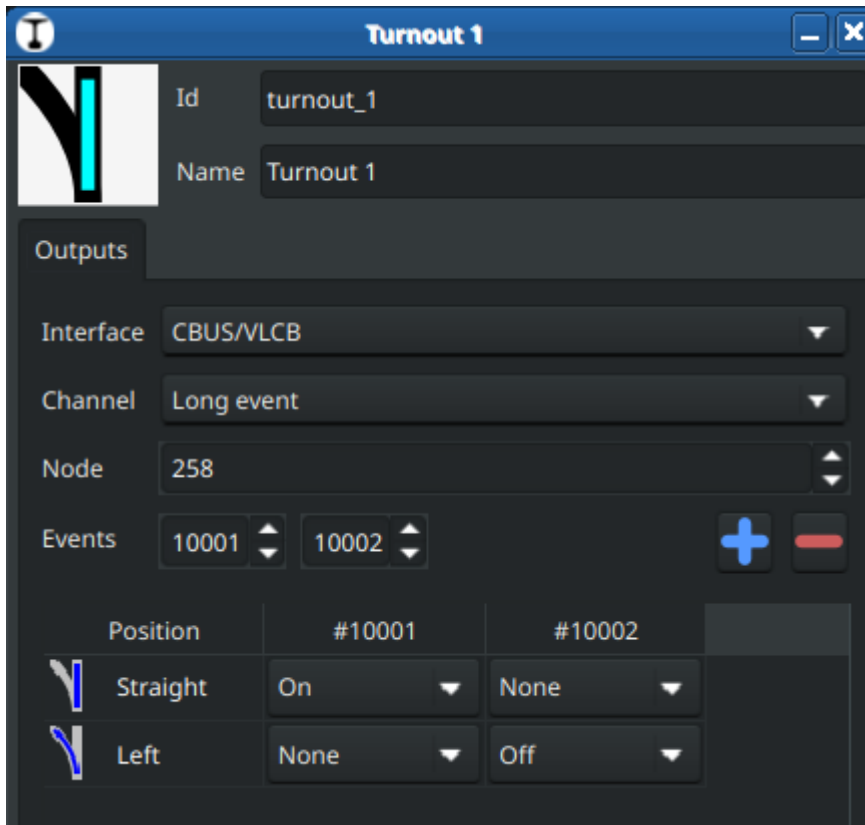 Turnout 1
Id turnout_1
Name Turnout 1
Outputs
Interface CBUS/VLCB
Channel Long event
Node 258
Events 10001 10002
Position #10001 #10002
Straight On None
Left None Off